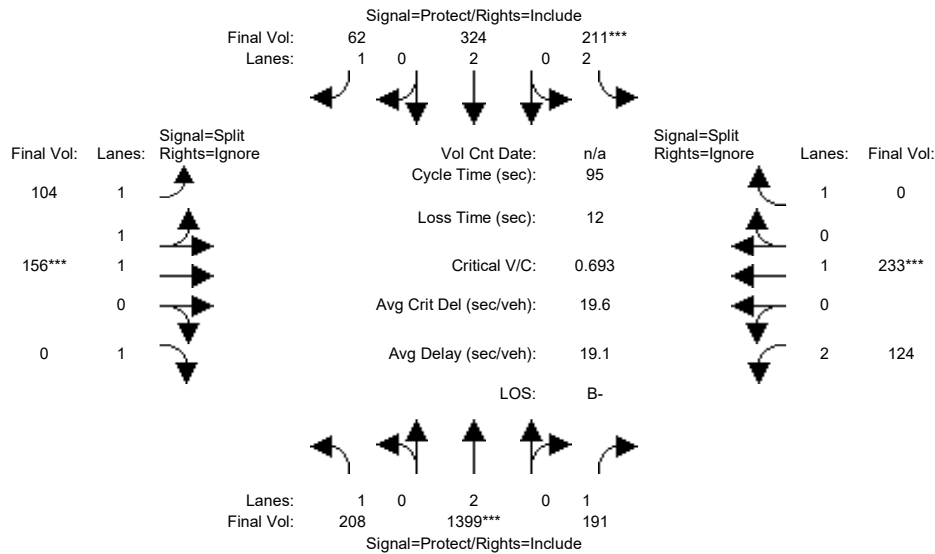 Signal=Protect/Rights=Include
Final Vol: 62 324 211***
Lanes: 1 0 2 0 2
Signal=Split Signal=Split
Final Vol: Lanes: Rights=Ignore Vol Cnt Date: n/a Rights=Ignore Lanes: Final Vol:
Cycle Time (sec): 95
104 1 1 0
Loss Time (sec): 12
1 0
156*** 1 Critical V/C: 0.693 1 233***
0 Avg Crit Del (sec/veh): 19.6 0
0 1 Avg Delay (sec/veh): 19.1 2 124
LOS: B-
Lanes: 1 0 2 0 1
Final Vol: 208 1399*** 191
Signal=Protect/Rights=Include